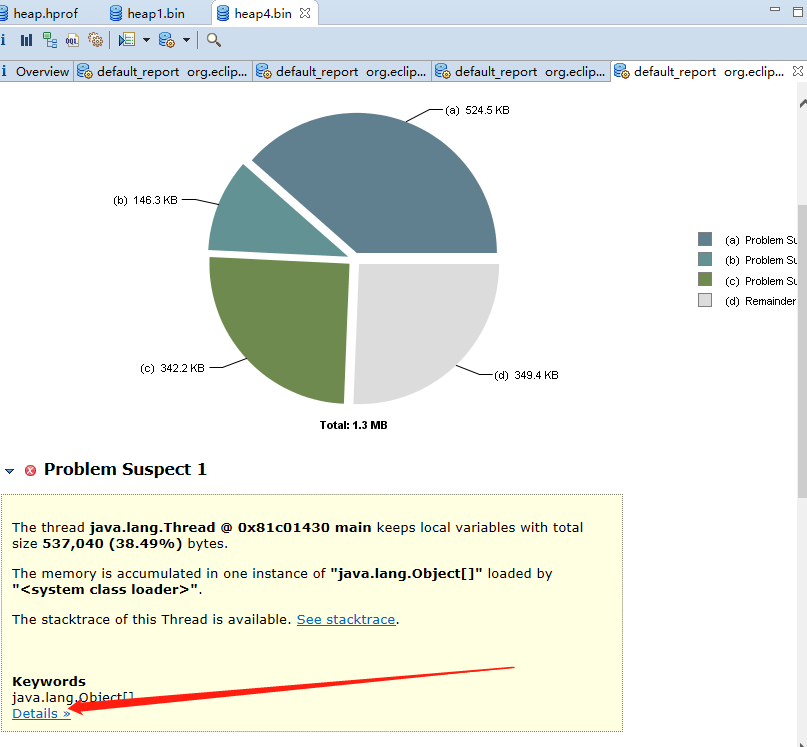 heap.hprof heap1.bin heap4.bin
i OQL
i Overview default_report org.eclip... default_report org.eclip... default_report org.eclip... default_report org.eclip...
(a) 524.5 KB
(b) 146.3 KB
(a) Problem Su
(b) Problem Su
(c) Problem Su
(d) Remainder
(c) 342.2 KB
(d) 349.4 KB
Total: 1.3 MB
Problem Suspect 1
The thread java.lang.Thread @ 0x81c01430 main keeps local variables with total
size 537,040 (38.49%) bytes.
The memory is accumulated in one instance of "java.lang.Object[]" loaded by
"<system class loader>".
The stacktrace of this Thread is available. See stacktrace.
Keywords
java.lang.Object[]
Details »